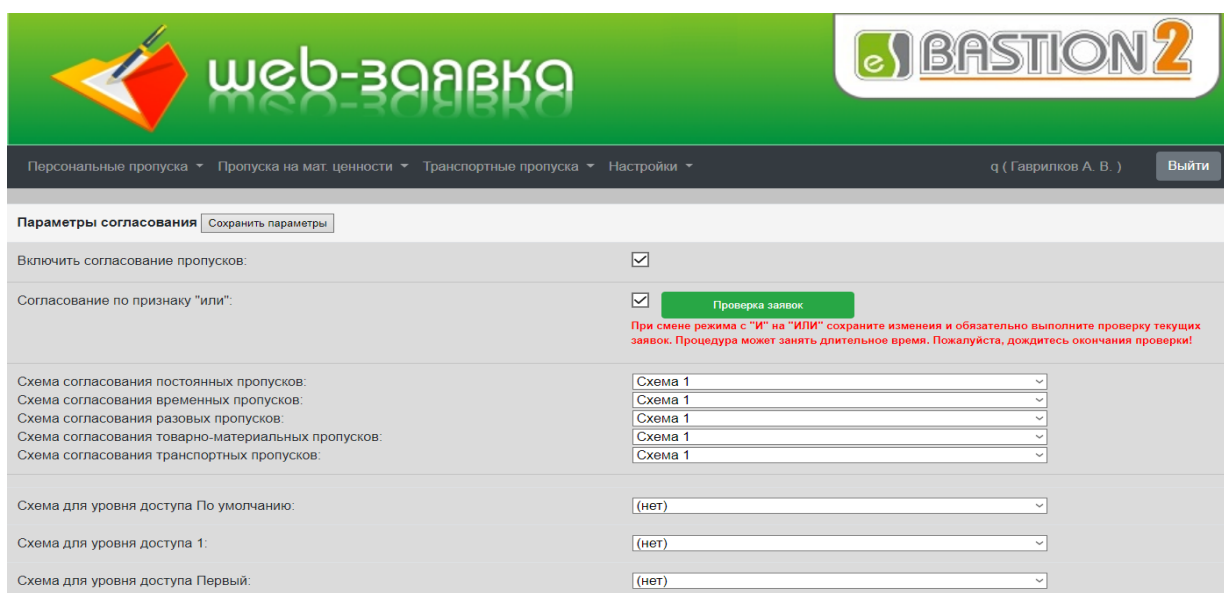 web-заявка
es BASTION 2
Персональные пропуска Пропуска на мат. ценности Транспортные пропуска Настройки q ( Гаврилков А. В. ) Выйти
Параметры согласования Сохранить параметры
Включить согласование пропусков:
Согласование по признаку "или": Проверка заявок
При смене режима с "И" на "ИЛИ" сохраните изменеия и обязательно выполните проверку текущих
заявок. Процедура может занять длительное время. Пожалуйста, дождитесь окончания проверки!
Схема согласования постоянных пропусков: Схема 1
Схема согласования временных пропусков: Схема 1
Схема согласования разовых пропусков: Схема 1
Схема согласования товарно-материальных пропусков: Схема 1
Схема согласования транспортных пропусков: Схема 1
Схема для уровня доступа По умолчанию: (нет)
Схема для уровня доступа 1: (нет)
Схема для уровня доступа Первый: (нет)